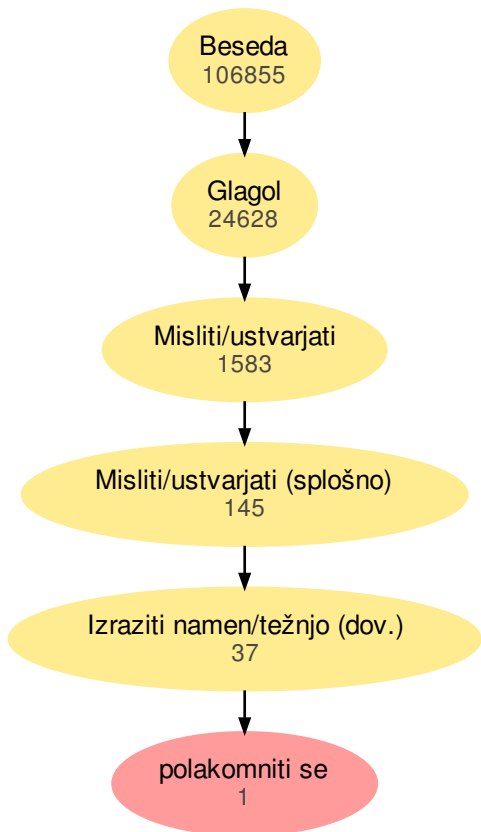 Beseda
106855
Glagol
24628
Misliti/ustvarjati
1583
Misliti/ustvarjati (splošno)
145
Izraziti namen/težnjo (dov.)
37
polakomniti se
1